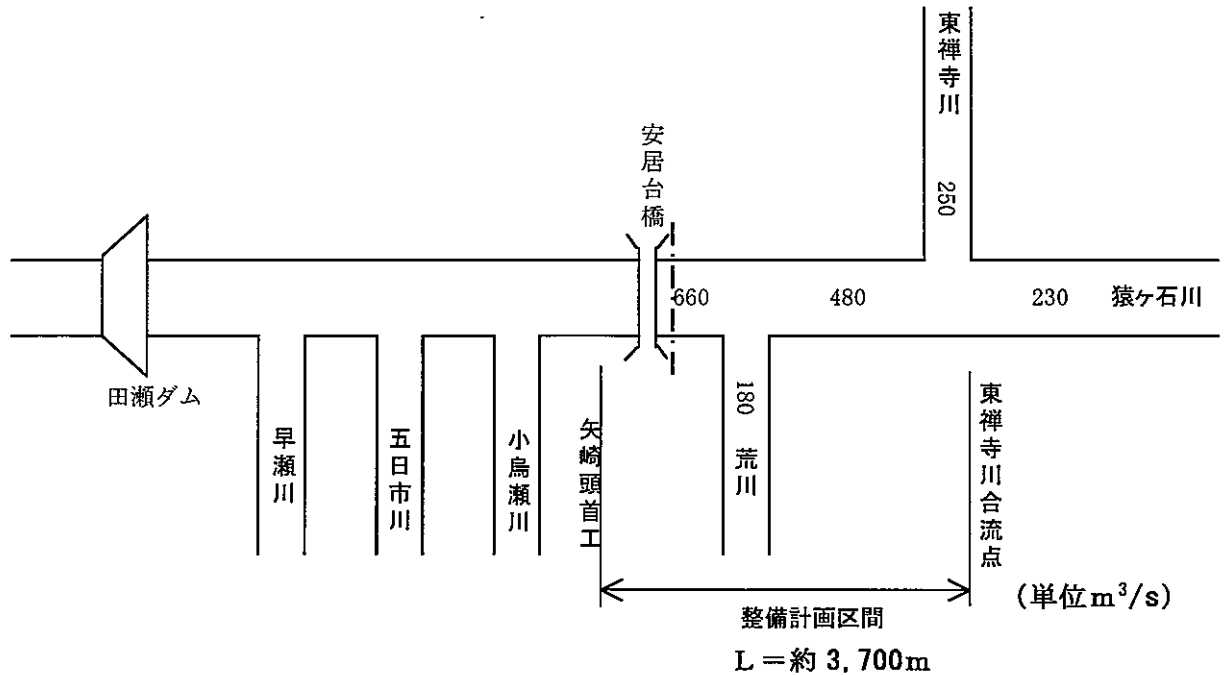 東禅寺川
250
安居台橋
660
480
230
猿ヶ石川
田瀬ダム
早瀬川
五日市川
小烏瀬川
矢崎頭首工
180
荒川
東禅寺川合流点
(単位m³/s)
整備計画区間
L＝約 3,700m